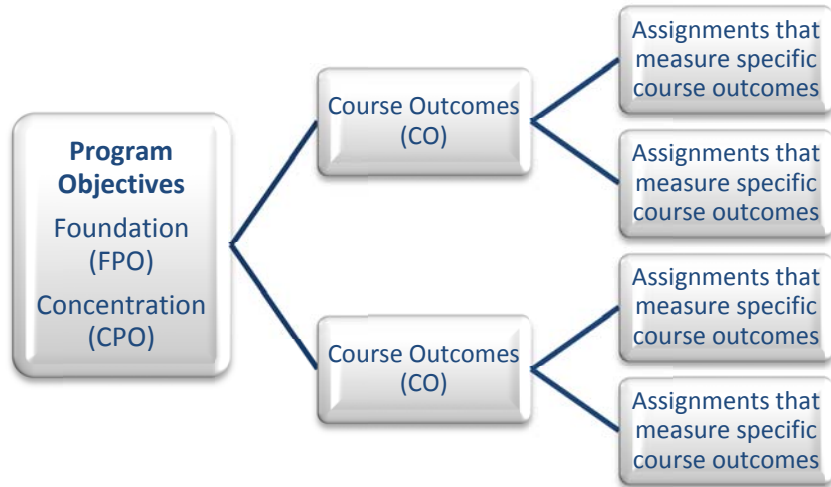 Program
Objectives
Foundation
(FPO)
Concentration
(CPO)
Course Outcomes
(CO)
Course Outcomes
(CO)
Assignments that
measure specific
course outcomes
Assignments that
measure specific
course outcomes
Assignments that
measure specific
course outcomes
Assignments that
measure specific
course outcomes